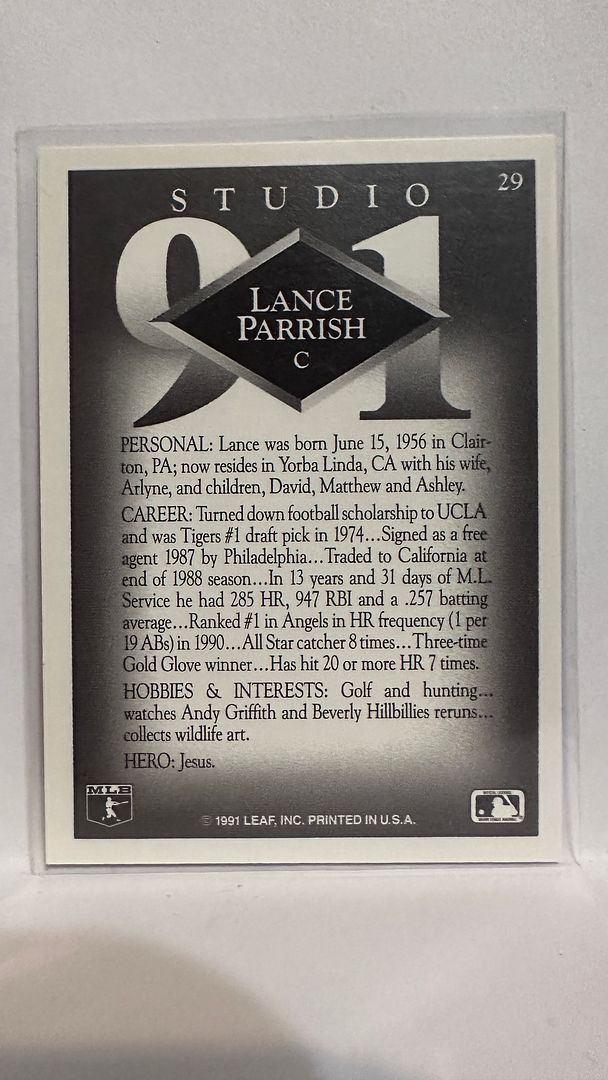 29
STUDIO
91
LANCE
PARRISH
C
PERSONAL: Lance was born June 15, 1956 in Clair-
ton, PA; now resides in Yorba Linda, CA with his wife,
Arlyne, and children, David, Matthew and Ashley.
CAREER: Turned down football scholarship to UCLA
and was Tigers #1 draft pick in 1974...Signed as a free
agent 1987 by Philadelphia...Traded to California at
end of 1988 season...In 13 years and 31 days of M.L.
Service he had 285 HR, 947 RBI and a .257 batting
average...Ranked #1 in Angels in HR frequency (1 per
19 ABs) in 1990...All Star catcher 8 times...Three-time
Gold Glove winner...Has hit 20 or more HR 7 times.
HOBBIES & INTERESTS: Golf and hunting...
watches Andy Griffith and Beverly Hillbillies reruns...
collects wildlife art.
HERO: Jesus.
MLB
© 1991 LEAF, INC. PRINTED IN U.S.A.